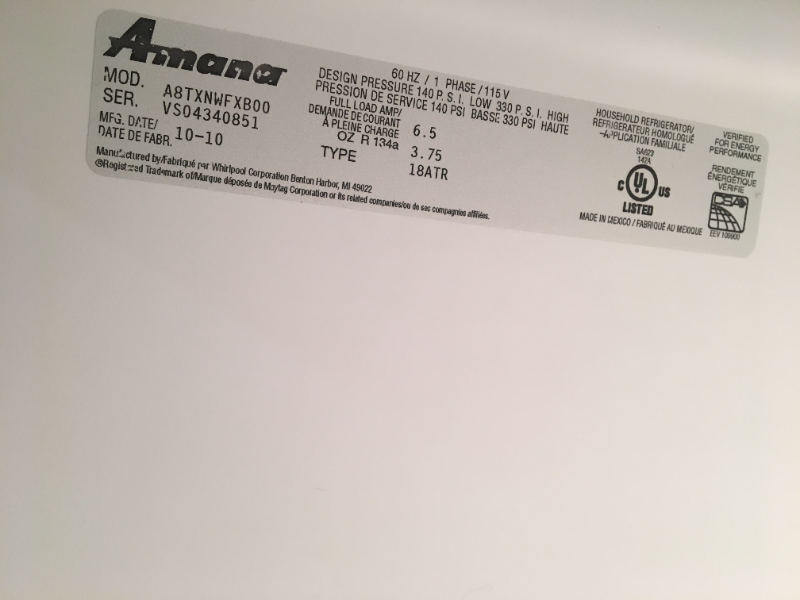 Amana
MOD. A8TXNWFXB00
SER. VS04340851
MFG. DATE/
DATE DE FABR. 10-10
Manufactured by/Fabriqué par Whirlpool Corporation Benton Harbor, MI 49022
®Registered Trademark of/Marque déposée de Maytag Corporation or its related companies/ou de ses compagnies affiliées.
60 HZ / 1 PHASE / 115 V
DESIGN PRESSURE 140 P. S. I. LOW 330 P. S. I. HIGH
PRESSION DE SERVICE 140 PSI BASSE 330 PSI HAUTE
FULL LOAD AMP/
DEMANDE DE COURANT
À PLEINE CHARGE 6.5
OZ R 134a 3.75
TYPE 18ATR
HOUSEHOLD REFRIGERATOR/
REFRIGERATEUR HOMOLOGUÉ
APPLICATION FAMILIALE
SA623
142A
C UL US
LISTED
MADE IN MEXICO / FABRIQUÉ AU MEXIQUE
VERIFIED
FOR ENERGY
PERFORMANCE
RENDEMENT
ÉNERGÉTIQUE
VÉRIFIÉ
EEV